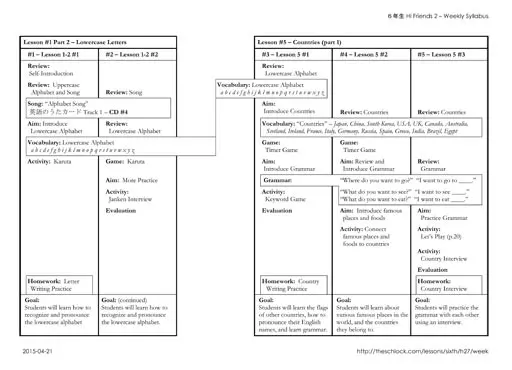 6年生 Hi Friends 2 – Weekly Syllabus
Lesson #1 Part 2 – Lowercase Letters
#1 – Lesson 1-2 #1
#2 – Lesson 1-2 #2
Review:
Self-Introduction
Review: Uppercase
Alphabet and Song
Review: Song
Song: "Alphabet Song"
英語のうたカード Track 1 – CD #4
Aim: Introduce
Lowercase Alphabet
Review:
Lowercase Alphabet
Vocabulary: Lowercase Alphabet
a b c d e f g h i j k l m n o p q r s t u v w x y z
Activity: Karuta
Game: Karuta
Aim: More Practice
Activity:
Janken Interview
Evaluation
Homework: Letter
Writing Practice
Goal:
Students will learn how to
recognize and pronounce
the lowercase alphabet.
Goal: (continued)
Students will learn how to
recognize and pronounce
the lowercase alphabet.
Lesson #5 – Countries (part 1)
#3 – Lesson 5 #1
#4 – Lesson 5 #2
#5 – Lesson 5 #3
Review:
Lowercase Alphabet
Vocabulary: Lowercase Alphabet
a b c d e f g h i j k l m n o p q r s t u v w x y z
Aim:
Introduce Countries
Review: Countries
Review: Countries
Vocabulary: "Countries" – Japan, China, South Korea, USA, UK, Canada, Australia,
Scotland, Ireland, France, Italy, Germany, Russia, Spain, Greece, India, Brazil, Egypt
Game:
Timer Game
Game:
Timer Game
Aim:
Introduce Grammar
Aim: Review and
Introduce Grammar
Review:
Grammar
Grammar:
"Where do you want to go?" "I want to go to ____."
"What do you want to see?" "I want to see ____."
"What do you want to eat?" "I want to eat ____."
Activity:
Keyword Game
Evaluation
Aim: Introduce famous
places and foods
Activity: Connect
famous places and
foods to countries
Aim:
Practice Grammar
Activity:
Let's Play (p.20)
Activity:
Country Interview
Evaluation
Homework: Country
Writing Practice
Homework:
Country Interview
Goal:
Students will learn the flags
of other countries, how to
pronounce their English
names, and learn grammar.
Goal:
Students will learn about
various famous places in the
world, and the countries
they belong to.
Goal:
Students will practice the
grammar with each other
using an interview.
2015-04-21
http://theschlock.com/lessons/sixth/h27/week